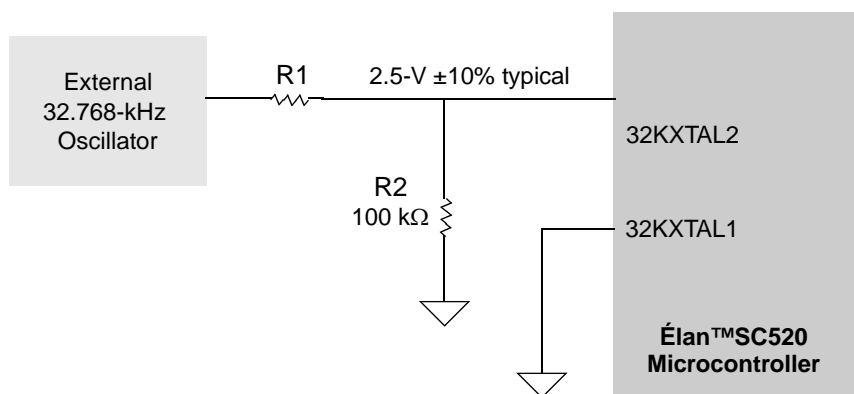 External
32.768-kHz
Oscillator
R1
2.5-V ±10% typical
32KXTAL2
R2
100 kΩ
32KXTAL1
Élan™SC520
Microcontroller